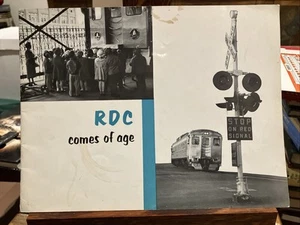 RDC
comes of age
STOP
ON RED
SIGNAL